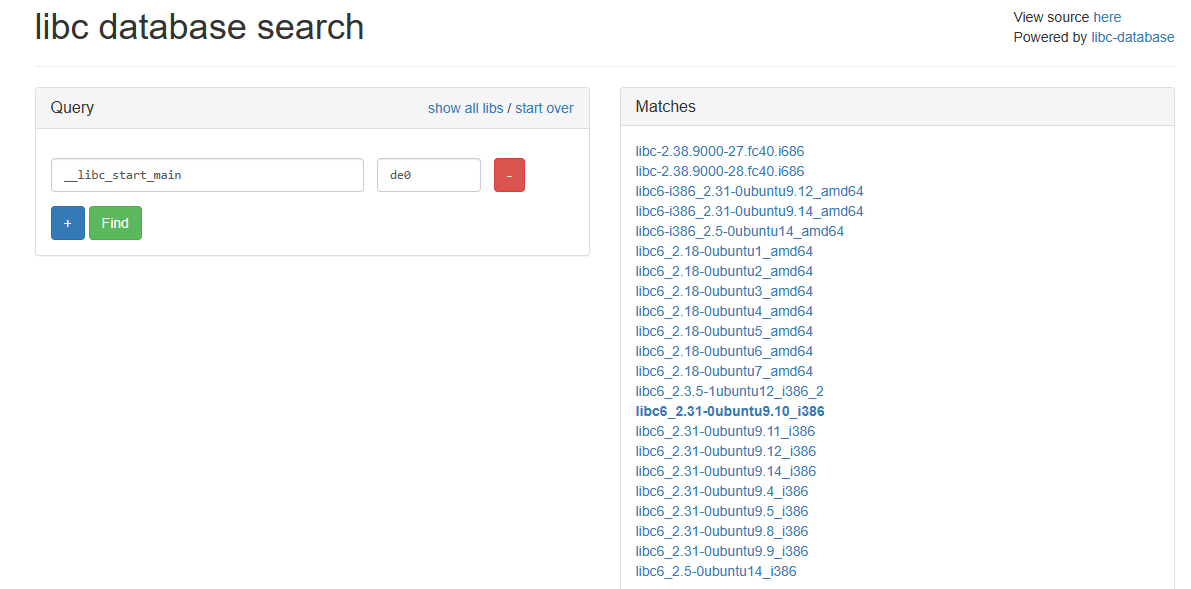 libc database search
View source here
Powered by libc-database
Query
show all libs / start over
__libc_start_main
de0
-
+
Find
Matches
libc-2.38.9000-27.fc40.i686
libc-2.38.9000-28.fc40.i686
libc6-i386_2.31-0ubuntu9.12_amd64
libc6-i386_2.31-0ubuntu9.14_amd64
libc6-i386_2.5-0ubuntu14_amd64
libc6_2.18-0ubuntu1_amd64
libc6_2.18-0ubuntu2_amd64
libc6_2.18-0ubuntu3_amd64
libc6_2.18-0ubuntu4_amd64
libc6_2.18-0ubuntu5_amd64
libc6_2.18-0ubuntu6_amd64
libc6_2.18-0ubuntu7_amd64
libc6_2.3.5-1ubuntu12_i386_2
libc6_2.31-0ubuntu9.10_i386
libc6_2.31-0ubuntu9.11_i386
libc6_2.31-0ubuntu9.12_i386
libc6_2.31-0ubuntu9.14_i386
libc6_2.31-0ubuntu9.4_i386
libc6_2.31-0ubuntu9.5_i386
libc6_2.31-0ubuntu9.8_i386
libc6_2.31-0ubuntu9.9_i386
libc6_2.5-0ubuntu14_i386